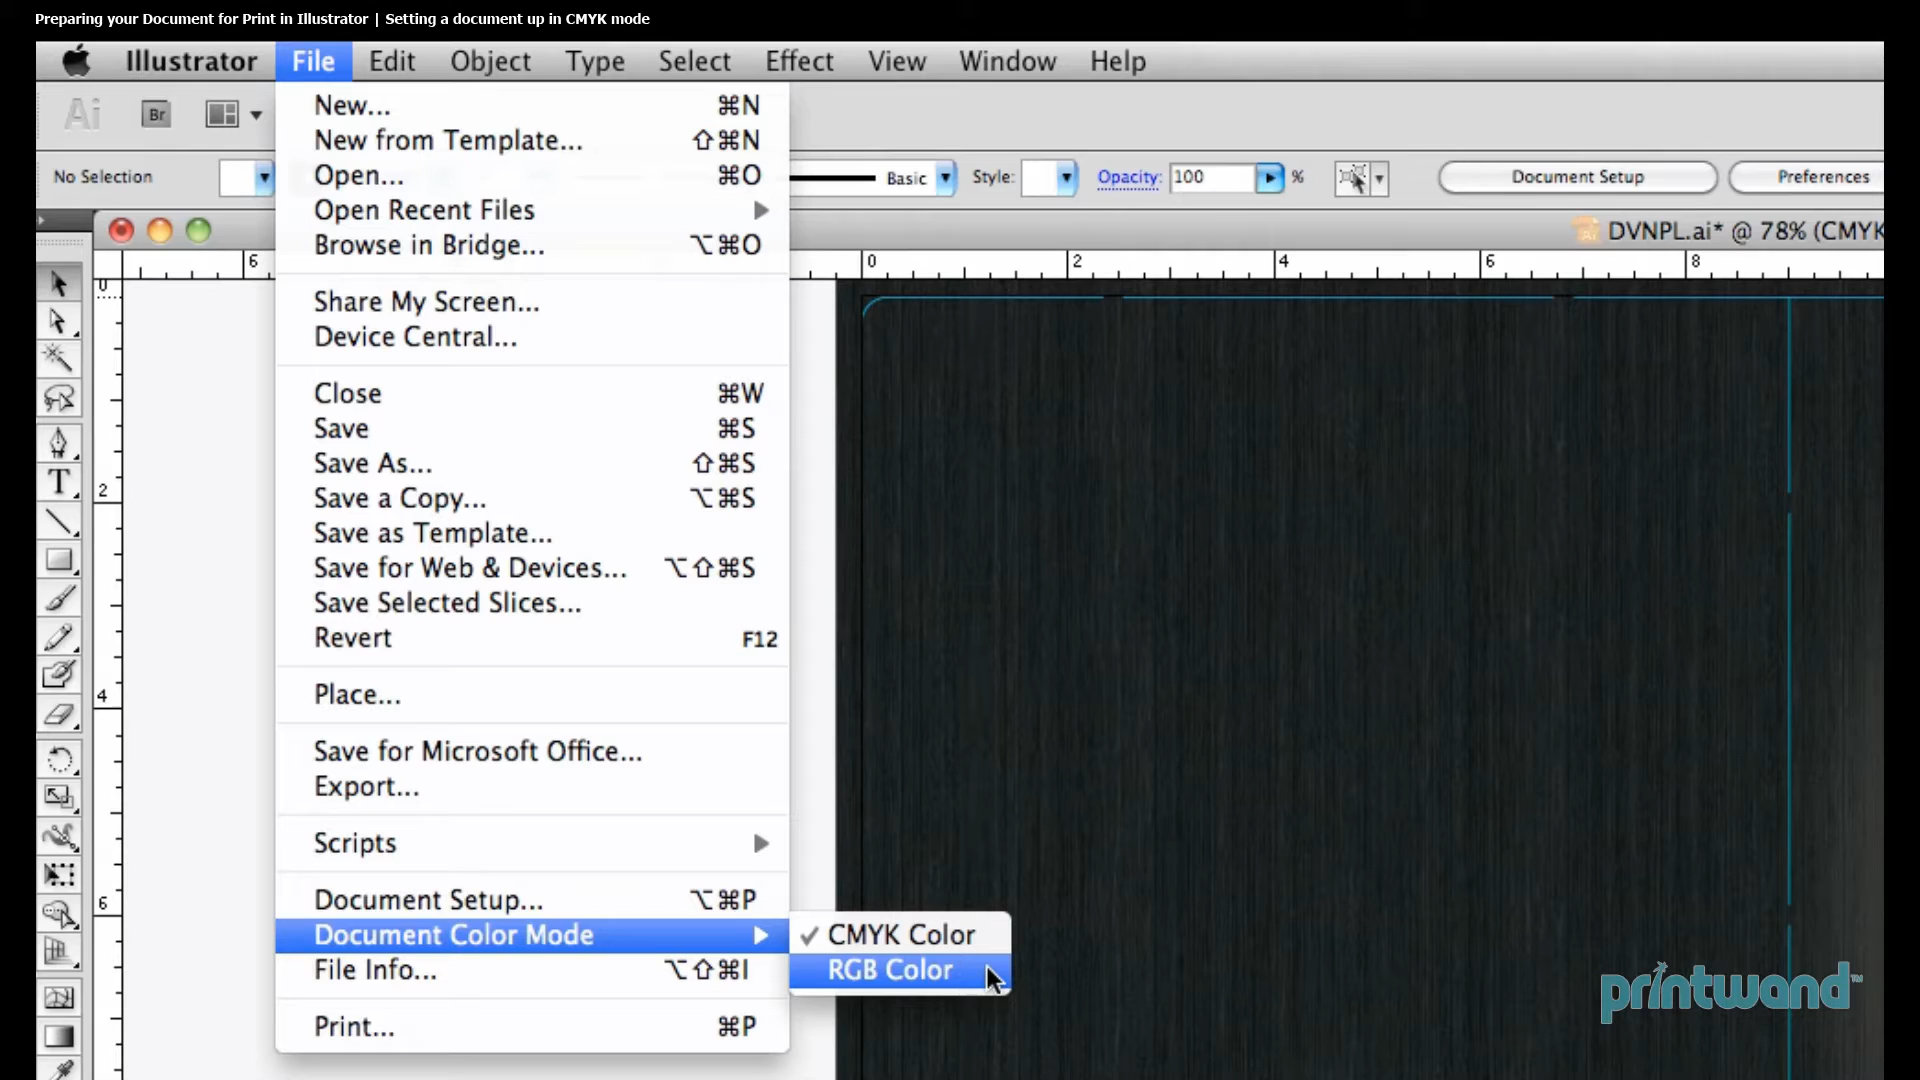 Preparing your Document for Print in Illustrator | Setting a document up in CMYK mode
Illustrator File Edit Object Type Select Effect View Window Help
Ai Br
No Selection Basic Style: Opacity: 100 % Document Setup Preferences
DVNPL.ai* @ 78% (CMYK
6 0 2 4 6 8
0
2
4
6
New... ⌘N
New from Template... ⇧⌘N
Open... ⌘O
Open Recent Files
Browse in Bridge... ⌥⌘O
Share My Screen...
Device Central...
Close ⌘W
Save ⌘S
Save As... ⇧⌘S
Save a Copy... ⌥⌘S
Save as Template...
Save for Web & Devices... ⌥⇧⌘S
Save Selected Slices...
Revert F12
Place...
Save for Microsoft Office...
Export...
Scripts
Document Setup... ⌥⌘P
Document Color Mode
✓ CMYK Color
RGB Color
File Info... ⌥⇧⌘I
Print... ⌘P
T
printwand™